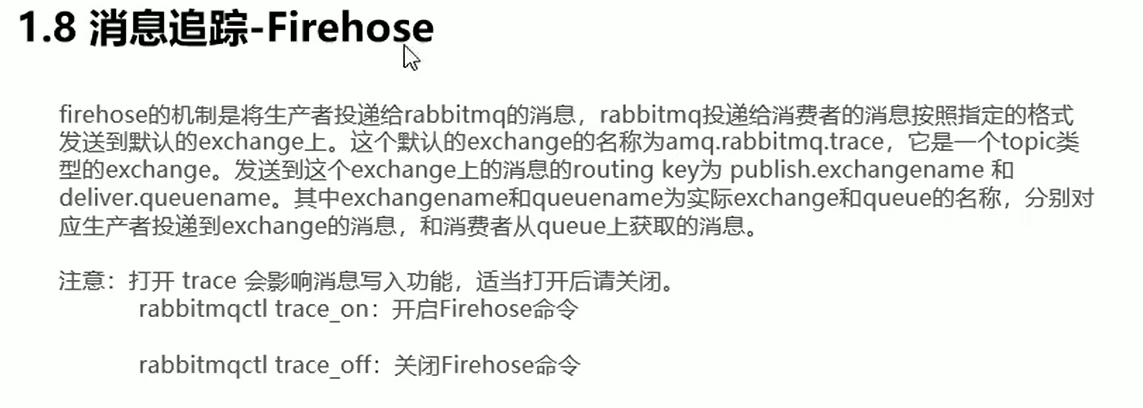 1.8 消息追踪-Firehose
firehose的机制是将生产者投递给rabbitmq的消息，rabbitmq投递给消费者的消息按照指定的格式
发送到默认的exchange上。这个默认的exchange的名称为amq.rabbitmq.trace，它是一个topic类
型的exchange。发送到这个exchange上的消息的routing key为 publish.exchangename 和
deliver.queuename。其中exchangename和queuename为实际exchange和queue的名称，分别对
应生产者投递到exchange的消息，和消费者从queue上获取的消息。
注意：打开 trace 会影响消息写入功能，适当打开后请关闭。
rabbitmqctl trace_on：开启Firehose命令
rabbitmqctl trace_off：关闭Firehose命令